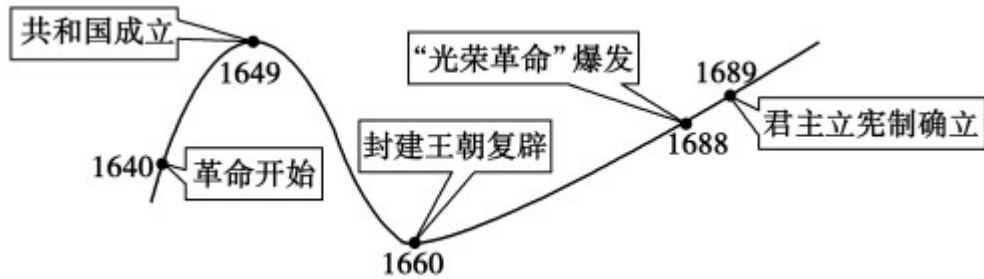 共和国成立
1649
“光荣革命”爆发
1689
君主立宪制确立
1688
封建王朝复辟
1640
革命开始
1660